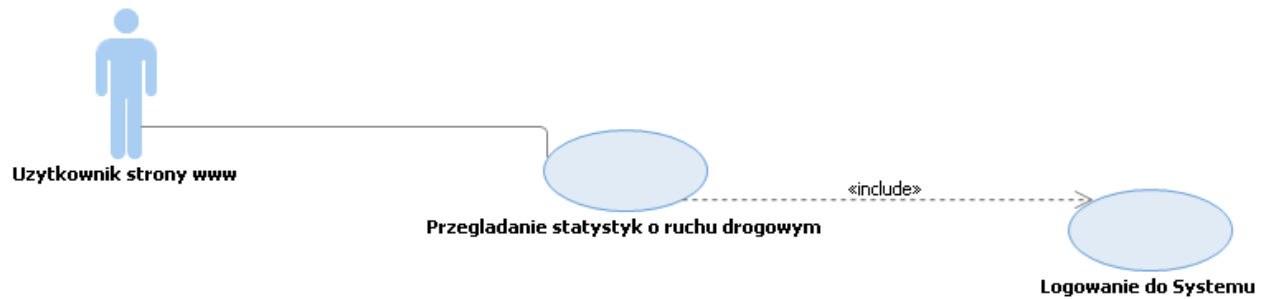 Uzytkownik strony www
«include»
Przegladanie statystyk o ruchu drogowym
Logowanie do Systemu